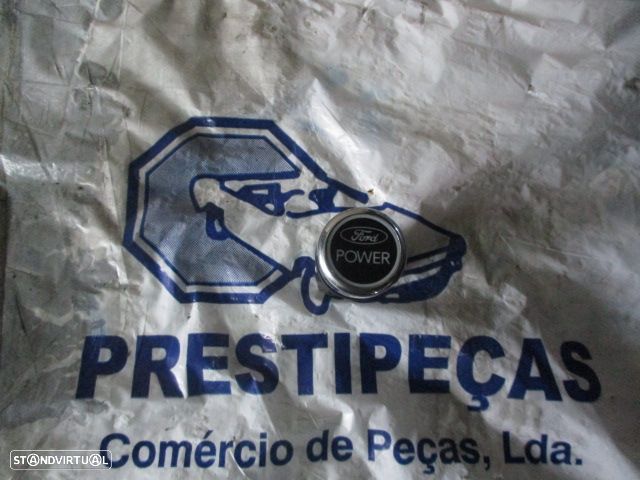 Ford
POWER
PRESTIPEÇAS
Comércio de Peças, Lda.
STANDVIRTUAL